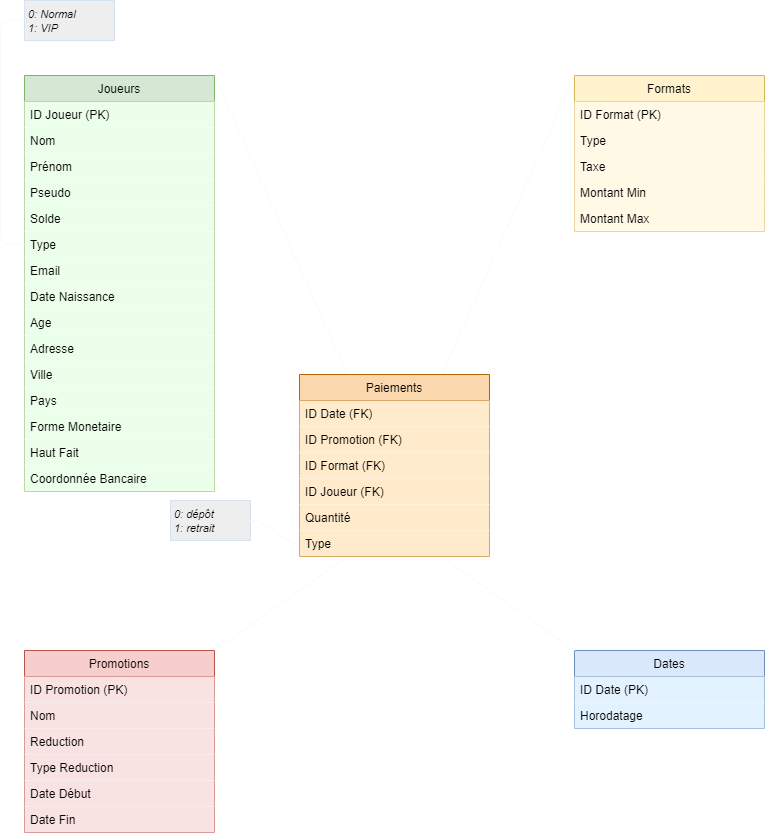 0: Normal
1: VIP
Joueurs
ID Joueur (PK)
Nom
Prénom
Pseudo
Solde
Type
Email
Date Naissance
Age
Adresse
Ville
Pays
Forme Monetaire
Haut Fait
Coordonnée Bancaire
Formats
ID Format (PK)
Type
Taxe
Montant Min
Montant Max
Paiements
ID Date (FK)
ID Promotion (FK)
ID Format (FK)
ID Joueur (FK)
Quantité
Type
0: dépôt
1: retrait
Promotions
ID Promotion (PK)
Nom
Reduction
Type Reduction
Date Début
Date Fin
Dates
ID Date (PK)
Horodatage